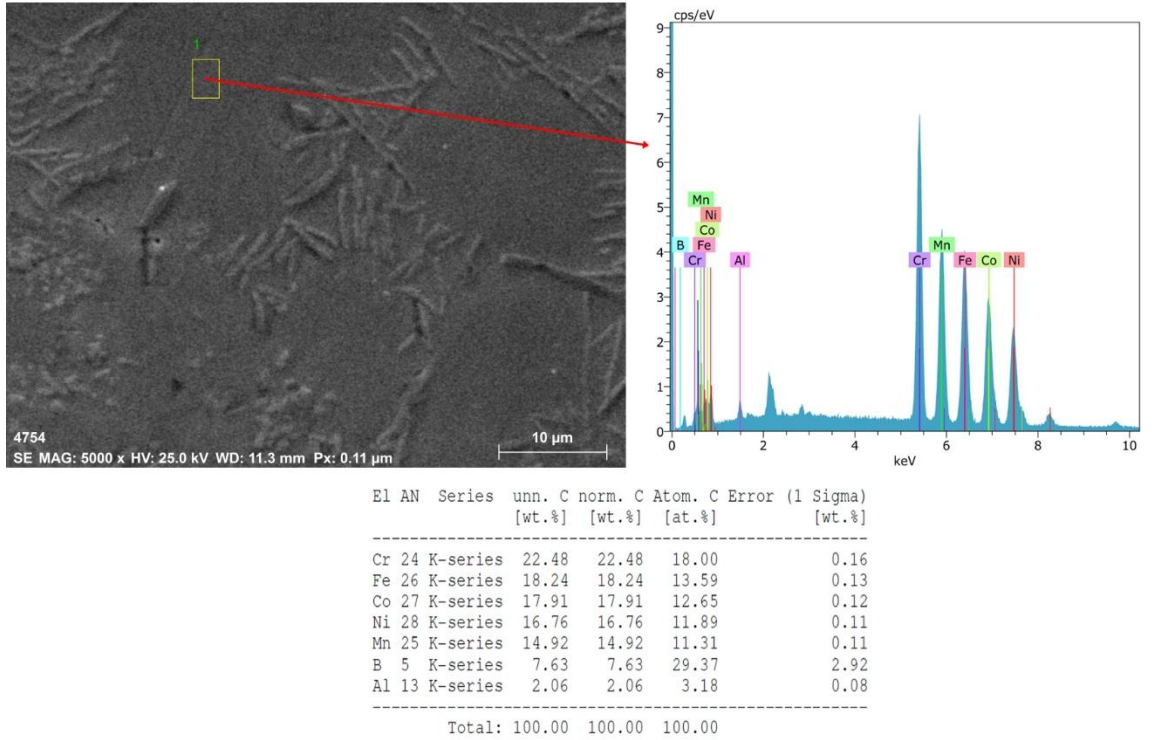 1
4754
SE MAG: 5000 x HV: 25.0 kV WD: 11.3 mm Px: 0.11 µm
10 µm
cps/eV
9
8
7
6
5
4
3
2
1
0
Mn
Ni
Co
B Fe
Cr Al
Mn
Cr Fe Co Ni
0 2 4 6 8 10
keV
El AN Series unn. C norm. C Atom. C Error (1 Sigma)
[wt.%] [wt.%] [at.%] [wt.%]
Cr 24 K-series 22.48 22.48 18.00 0.16
Fe 26 K-series 18.24 18.24 13.59 0.13
Co 27 K-series 17.91 17.91 12.65 0.12
Ni 28 K-series 16.76 16.76 11.89 0.11
Mn 25 K-series 14.92 14.92 11.31 0.11
B 5 K-series 7.63 7.63 29.37 2.92
Al 13 K-series 2.06 2.06 3.18 0.08
Total: 100.00 100.00 100.00